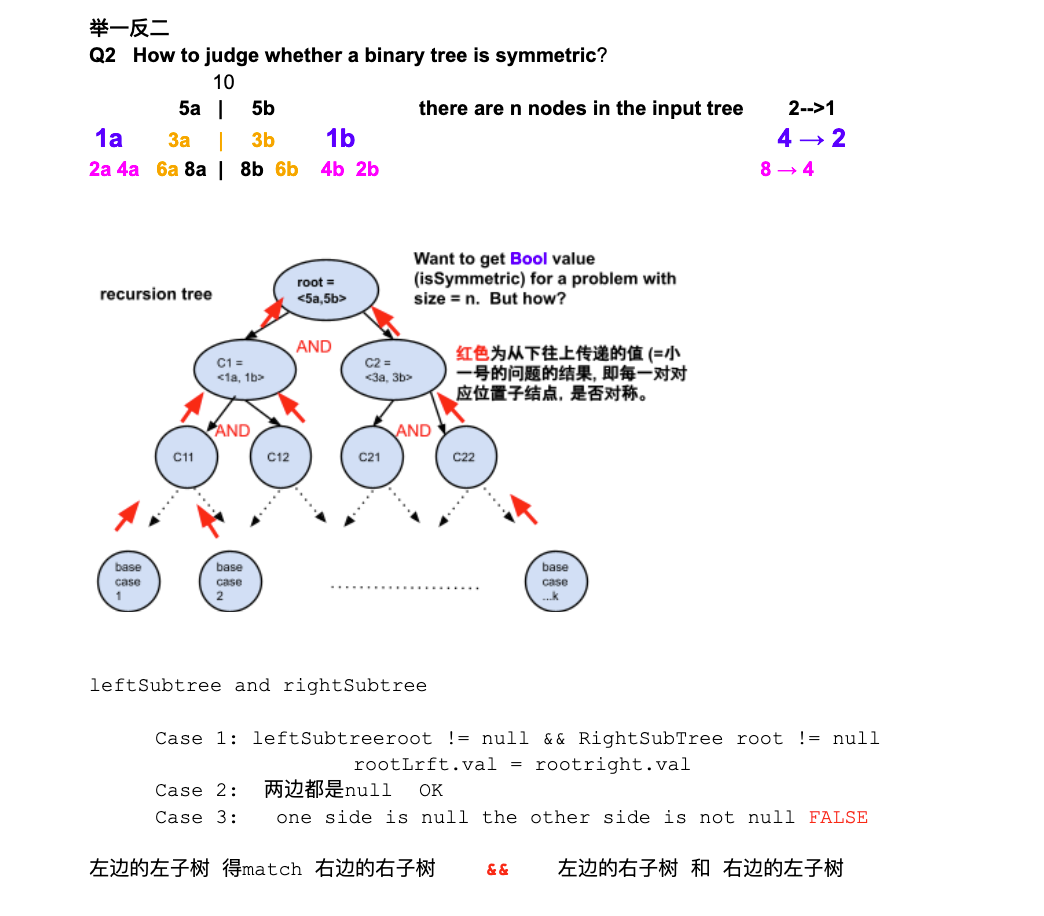 举一反二
Q2 How to judge whether a binary tree is symmetric?
10
5a | 5b there are n nodes in the input tree 2-->1
1a 3a | 3b 1b 4 → 2
2a 4a 6a 8a | 8b 6b 4b 2b 8 → 4
Want to get Bool value
(isSymmetric) for a problem with
size = n. But how?
recursion tree
root =
<5a,5b>
AND
C1 =
<1a, 1b>
C2 =
<3a, 3b>
红色为从下往上传递的值 (=小
一号的问题的结果, 即每一对对
应位置子结点, 是否对称。
AND
AND
C11
C12
C21
C22
base
case
1
base
case
2
base
case
...k
leftSubtree and rightSubtree
Case 1: leftSubtreeroot != null && RightSubTree root != null
rootLrft.val = rootright.val
Case 2: 两边都是null OK
Case 3: one side is null the other side is not null FALSE
左边的左子树 得match 右边的右子树 && 左边的右子树 和 右边的左子树